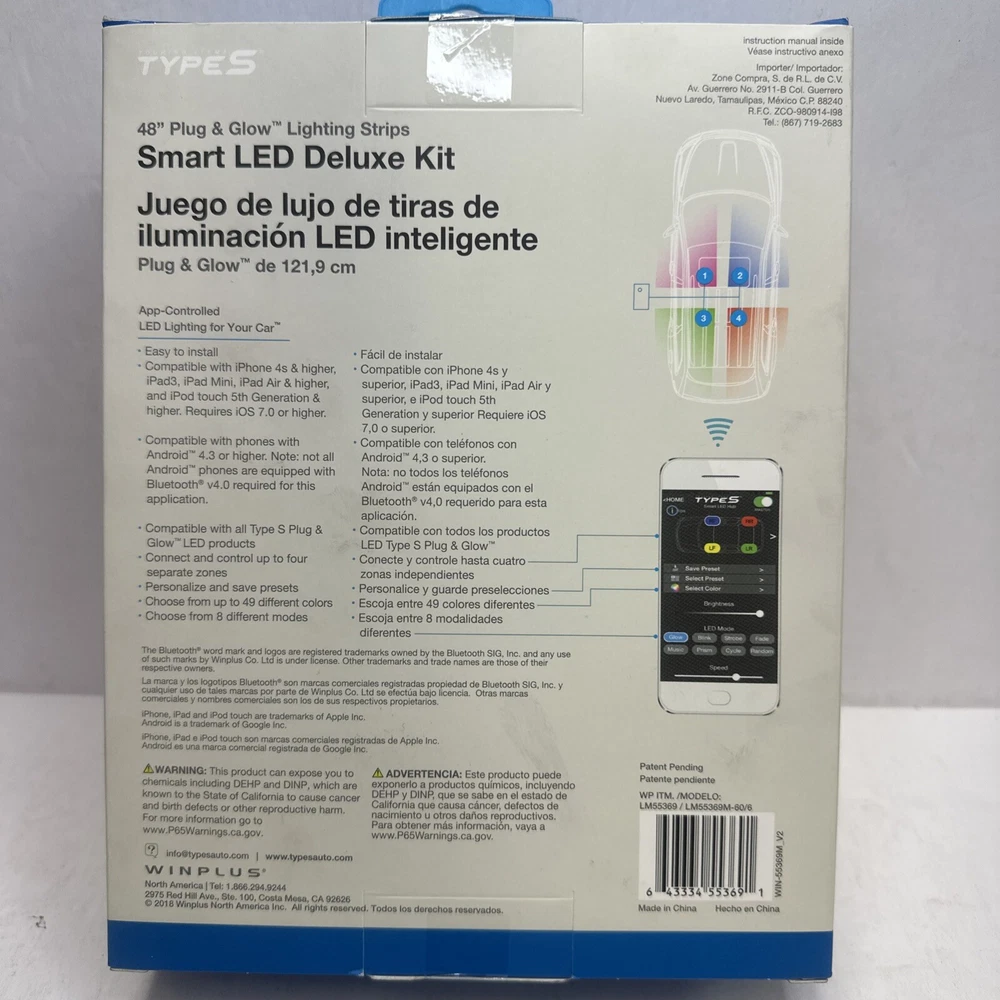 TYPE S
instruction manual inside
Véase instructivo anexo
Importer/ Importador:
Zone Compra, S. de R.L. de C.V.
Av. Guerrero No. 2911-B Col. Guerrero
Nuevo Laredo, Tamaulipas, México C.P. 88240
R.F.C. ZCO-980914-I98
Tel.: (867) 719-2683
48” Plug & Glow™ Lighting Strips
Smart LED Deluxe Kit
Juego de lujo de tiras de
iluminación LED inteligente
Plug & Glow™ de 121,9 cm
App-Controlled
LED Lighting for Your Car™
• Easy to install
• Compatible with iPhone 4s & higher,
iPad3, iPad Mini, iPad Air & higher,
and iPod touch 5th Generation &
higher. Requires iOS 7.0 or higher.
• Compatible with phones with
Android™ 4.3 or higher. Note: not all
Android™ phones are equipped with
Bluetooth® v4.0 required for this
application.
• Compatible with all Type S Plug &
Glow™ LED products
• Connect and control up to four
separate zones
• Personalize and save presets
• Choose from up to 49 different colors
• Choose from 8 different modes
• Fácil de instalar
• Compatible con iPhone 4s y
superior, iPad3, iPad Mini, iPad Air y
superior, e iPod touch 5th
Generation y superior Requiere iOS
7,0 o superior.
• Compatible con teléfonos con
Android™ 4,3 o superior.
Nota: no todos los teléfonos
Android™ están equipados con el
Bluetooth® v4,0 requerido para esta
aplicación.
• Compatible con todos los productos
LED Type S Plug & Glow™
• Conecte y controle hasta cuatro
zonas independientes
• Personalice y guarde preselecciones
• Escoja entre 49 colores diferentes
• Escoja entre 8 modalidades
diferentes
1 2
3 4
<HOME TYPE S
Smart LED
LF LR
Save Preset >
Select Preset >
Select Color >
Brightness
LED Mode
Glow Blink Strobe Fade
Music Prism Cycle Random
Speed
The Bluetooth® word mark and logos are registered trademarks owned by the Bluetooth SIG, Inc. and any use
of such marks by Winplus Co. Ltd is under license. Other trademarks and trade names are those of their
respective owners.
La marca y los logotipos Bluetooth® son marcas comerciales registradas propiedad de Bluetooth SIG, Inc. y
cualquier uso de tales marcas por parte de Winplus Co. Ltd se efectúa bajo licencia. Otras marcas
comerciales y nombres comerciales son los de sus respectivos propietarios.
iPhone, iPad and iPod touch are trademarks of Apple Inc.
Android is a trademark of Google Inc.
iPhone, iPad e iPod touch son marcas comerciales registradas de Apple Inc.
Android es una marca comercial registrada de Google Inc.
WARNING: This product can expose you to
chemicals including DEHP and DINP, which are
known to the State of California to cause cancer
and birth defects or other reproductive harm.
For more information go to
www.P65Warnings.ca.gov.
ADVERTENCIA: Este producto puede
exponerlo a productos químicos, incluyendo
DEHP y DINP, que se sabe en el estado de
California que causa cáncer, defectos de
nacimiento u otros daños reproductivos.
Para obtener más información, vaya a
www.P65Warnings.ca.gov.
info@typesauto.com | www.typesauto.com
WINPLUS®
North America | Tel: 1.866.294.9244
2975 Red Hill Ave., Ste. 100, Costa Mesa, CA 92626
© 2018 Winplus North America Inc. All rights reserved. Todos los derechos reservados.
Patent Pending
Patente pendiente
WP ITM. /MODELO:
LM55369 / LM55369M-60/6
6 43334 55369 1
WIN-55369M_V2
Made in China Hecho en China